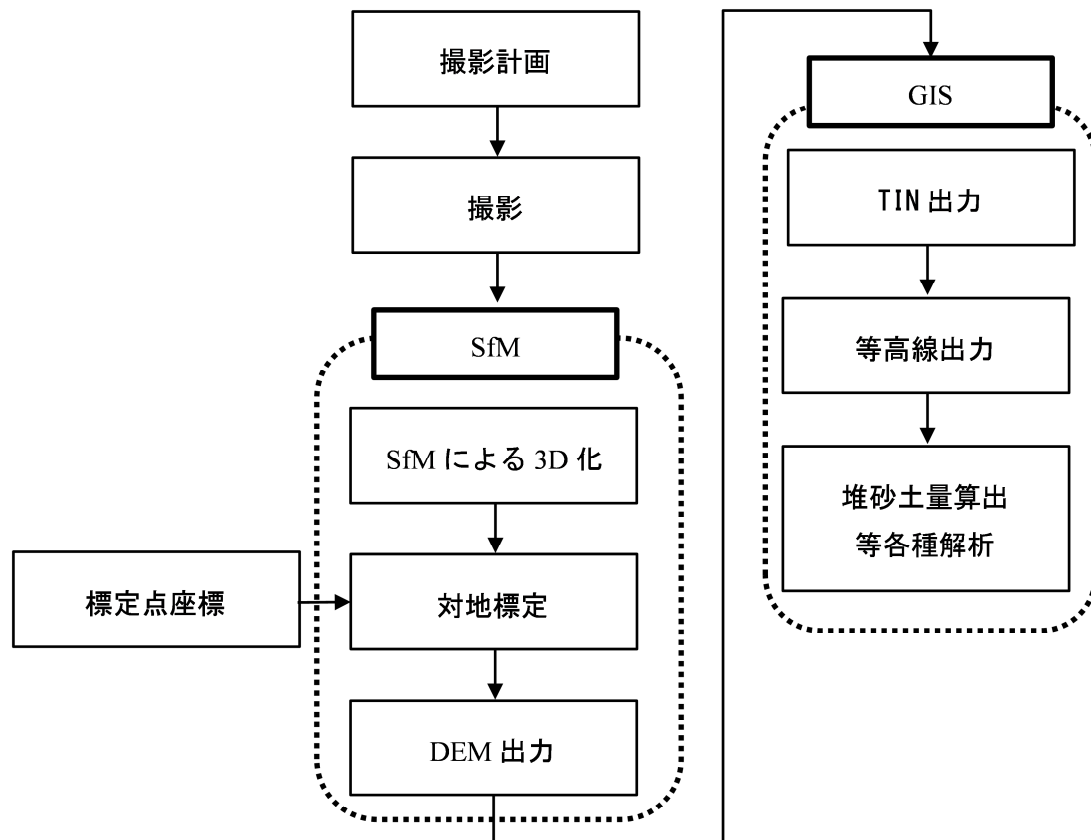 撮影計画
撮影
SfM
SfM による 3D 化
標定点座標
対地標定
DEM 出力
GIS
TIN 出力
等高線出力
堆砂土量算出
等各種解析